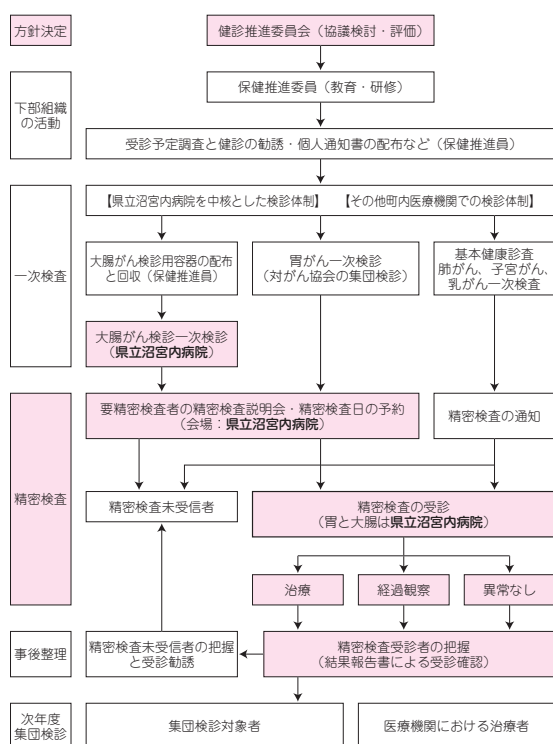 方針決定
健診推進委員会（協議検討・評価）
下部組織
の活動
保健推進委員（教育・研修）
受診予定調査と健診の勧誘・個人通知書の配布など（保健推進員）
一次検査
【県立沼宮内病院を中核とした検診体制】
【その他町内医療機関での検診体制】
大腸がん検診用容器の配布
と回収（保健推進員）
胃がん一次検診
（対がん協会の集団検診）
基本健康診査
肺がん、子宮がん、
乳がん一次検査
大腸がん検診一次検診
（県立沼宮内病院）
精密検査
要精密検査者の精密検査説明会・精密検査日の予約
（会場：県立沼宮内病院）
精密検査の通知
精密検査未受信者
精密検査の受診
（胃と大腸は県立沼宮内病院）
治療
経過観察
異常なし
事後整理
精密検査未受信者の把握
と受診勧誘
精密検査受診者の把握
（結果報告書による受診確認）
次年度
集団検診
集団検診対象者
医療機関における治療者